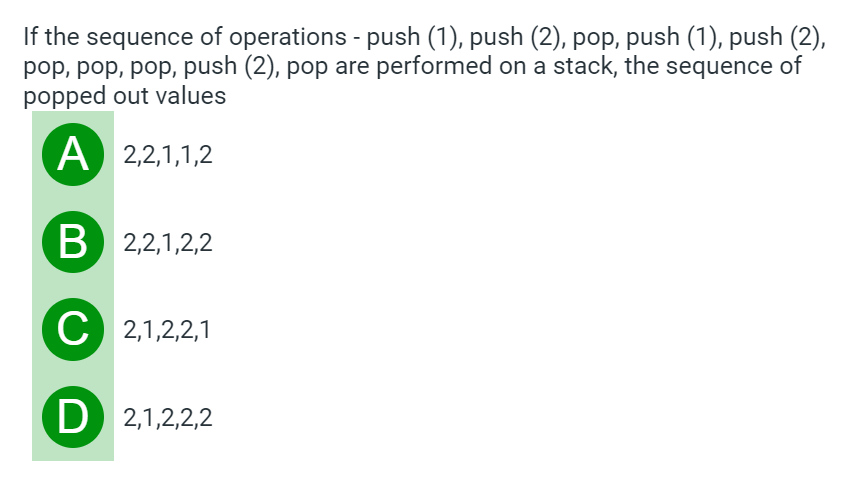 If the sequence of operations - push (1), push (2), pop, push (1), push (2),
pop, pop, pop, push (2), pop are performed on a stack, the sequence of
popped out values
A 2,2,1,1,2
B 2,2,1,2,2
C 2,1,2,2,1
D 2,1,2,2,2